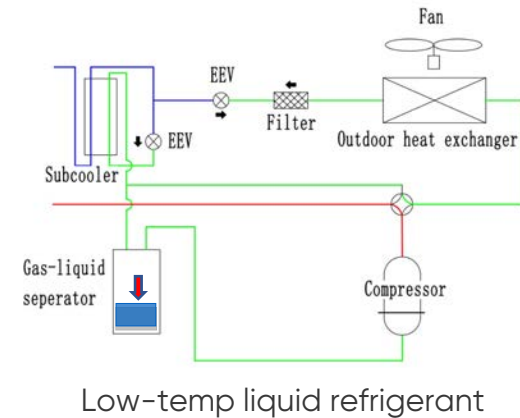 Fan
EEV
Filter
Outdoor heat exchanger
EEV
Subcooler
Gas-liquid
seperator
Compressor
Low-temp liquid refrigerant